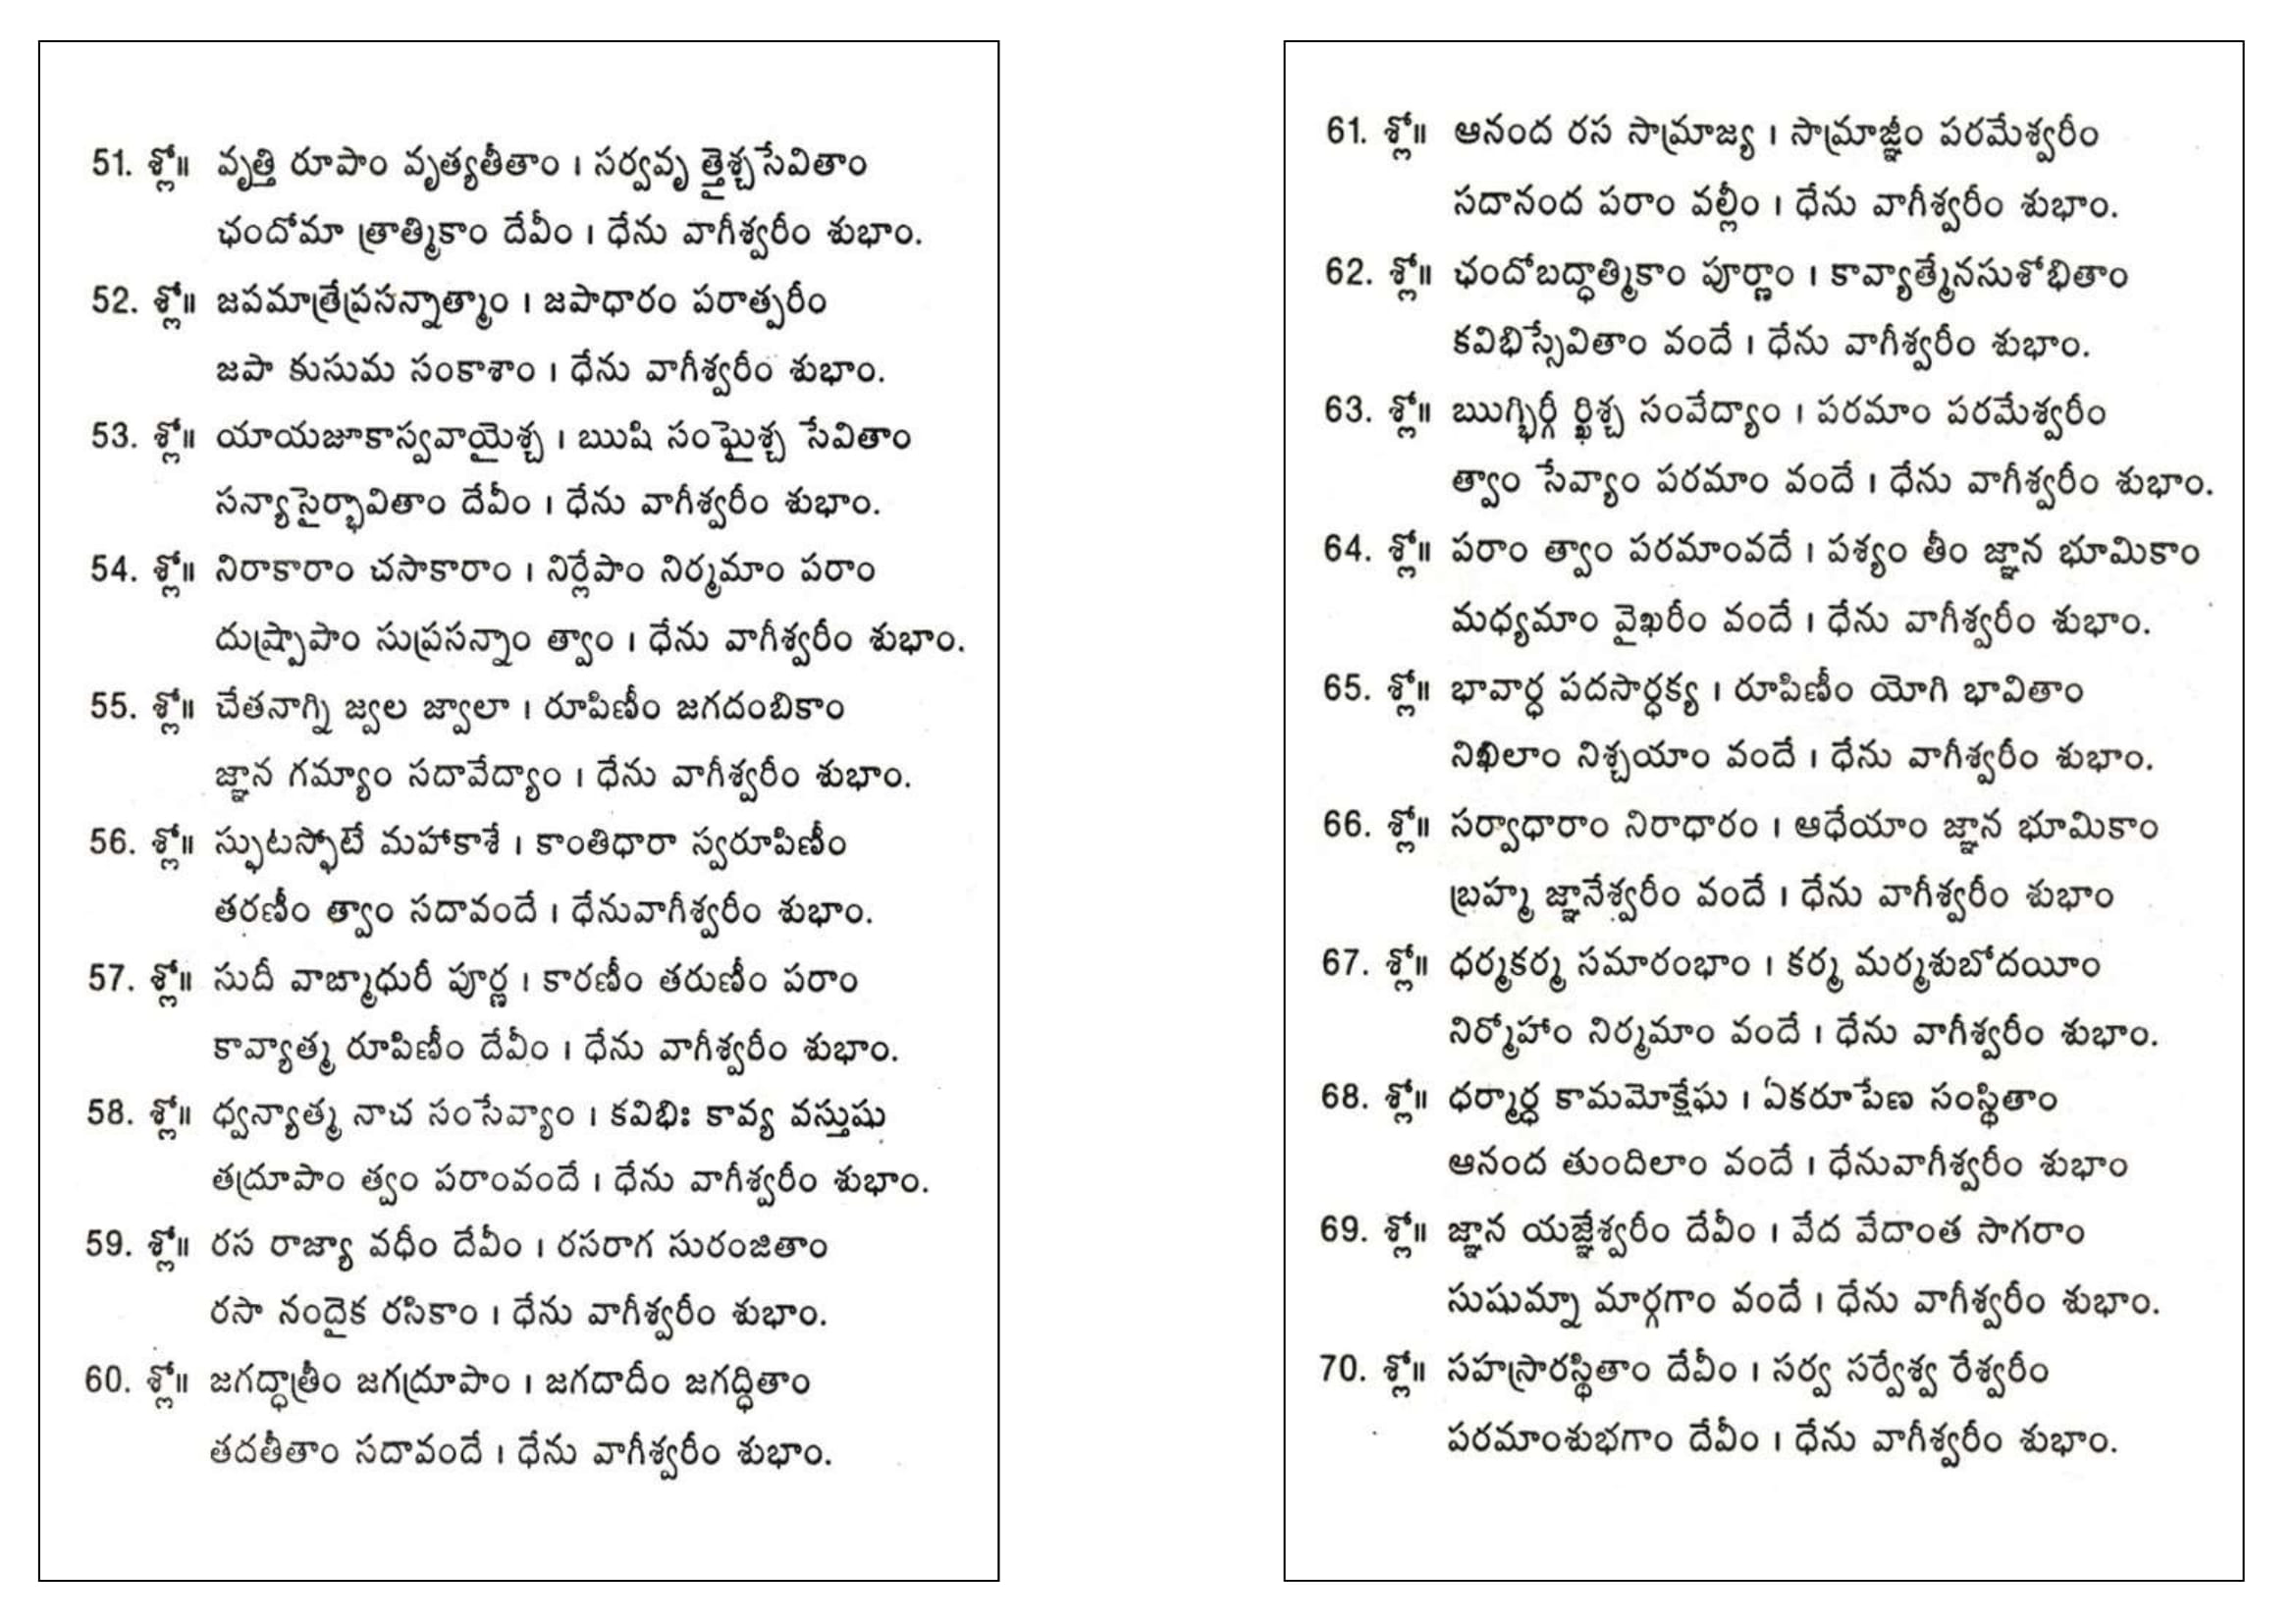 51. శ్లో॥ వృత్తి రూపాం వృత్యతీతాం । సర్వవృ త్తైశ్చసేవితాం
ఛందోమా త్రాత్మికాం దేవీం । ధేను వాగీశ్వరీం శుభాం.
52. శ్లో॥ జపమాత్రేప్రసన్నాత్మాం । జపాధారం పరాత్పరీం
జపా కుసుమ సంకాశాం । ధేను వాగీశ్వరీం శుభాం.
53. శ్లో॥ యాయజూకాస్వవాయైశ్చ । ఋషి సంఘైశ్చ సేవితాం
సన్యాసైర్భావితాం దేవీం । ధేను వాగీశ్వరీం శుభాం.
54. శ్లో॥ నిరాకారాం చసాకారాం । నిర్లేపాం నిర్మమాం పరాం
దుష్ప్రాపాం సుప్రసన్నాం త్వాం । ధేను వాగీశ్వరీం శుభాం.
55. శ్లో॥ చేతనాగ్ని జ్వల జ్వాలా । రూపిణీం జగదంబికాం
జ్ఞాన గమ్యాం సదావేద్యాం । ధేను వాగీశ్వరీం శుభాం.
56. శ్లో॥ స్ఫుటస్ఫోటే మహాకాశే । కాంతిధారా స్వరూపిణీం
తరణీం త్వాం సదావందే । ధేనువాగీశ్వరీం శుభాం.
57. శ్లో॥ సుదీ వాఙ్మాధురీ పూర్ణ । కారణీం తరుణీం పరాం
కావ్యాత్మ రూపిణీం దేవీం । ధేను వాగీశ్వరీం శుభాం.
58. శ్లో॥ ధ్వన్యాత్మ నాచ సంసేవ్యాం । కవిభిః కావ్య వస్తుషు
తద్రూపాం త్వం పరాంవందే । ధేను వాగీశ్వరీం శుభాం.
59. శ్లో॥ రస రాజ్యా వధీం దేవీం । రసరాగ సురంజితాం
రసా నందైక రసికాం । ధేను వాగీశ్వరీం శుభాం.
60. శ్లో॥ జగద్ధాత్రీం జగద్రూపాం । జగదాదీం జగద్ధితాం
తదతీతాం సదావందే । ధేను వాగీశ్వరీం శుభాం.
61. శ్లో॥ ఆనంద రస సామ్రాజ్య । సామ్రాజ్ఞీం పరమేశ్వరీం
సదానంద పరాం వల్లీం । ధేను వాగీశ్వరీం శుభాం.
62. శ్లో॥ ఛందోబద్ధాత్మికాం పూర్ణాం । కావ్యాత్మేనసుశోభితాం
కవిభిస్సేవితాం వందే । ధేను వాగీశ్వరీం శుభాం.
63. శ్లో॥ ఋగ్భిర్గీ ర్భిశ్చ సంవేద్యాం । పరమాం పరమేశ్వరీం
త్వాం సేవ్యాం పరమాం వందే । ధేను వాగీశ్వరీం శుభాం.
64. శ్లో॥ పరాం త్వాం పరమాంవదే । పశ్యం తీం జ్ఞాన భూమికాం
మధ్యమాం వైఖరీం వందే । ధేను వాగీశ్వరీం శుభాం.
65. శ్లో॥ భావార్ధ పదసార్ధక్య । రూపిణీం యోగి భావితాం
నిఖిలాం నిశ్చయాం వందే । ధేను వాగీశ్వరీం శుభాం.
66. శ్లో॥ సర్వాధారాం నిరాధారం । ఆధేయాం జ్ఞాన భూమికాం
బ్రహ్మ జ్ఞానేశ్వరీం వందే । ధేను వాగీశ్వరీం శుభాం
67. శ్లో॥ ధర్మకర్మ సమారంభాం । కర్మ మర్మశుబోదయీం
నిర్మోహాం నిర్మమాం వందే । ధేను వాగీశ్వరీం శుభాం.
68. శ్లో॥ ధర్మార్ధ కామమోక్షేఘ । ఏకరూపేణ సంస్థితాం
ఆనంద తుందిలాం వందే । ధేనువాగీశ్వరీం శుభాం
69. శ్లో॥ జ్ఞాన యజ్ఞేశ్వరీం దేవీం । వేద వేదాంత సాగరాం
సుషుమ్నా మార్గగాం వందే । ధేను వాగీశ్వరీం శుభాం.
70. శ్లో॥ సహస్రారస్థితాం దేవీం । సర్వ సర్వేశ్వ రేశ్వరీం
పరమాంశుభగాం దేవీం । ధేను వాగీశ్వరీం శుభాం.